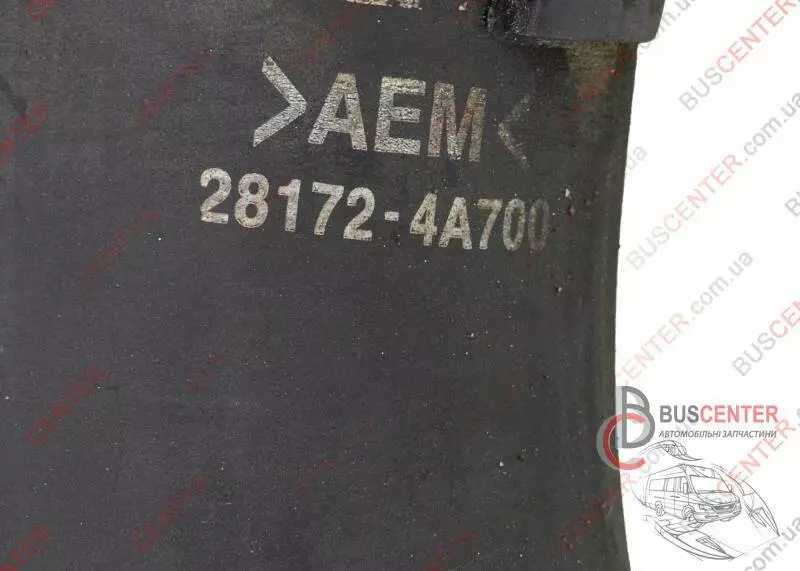 >AEM<
28172-4A700
BUSCENTER
АВТОМОБІЛЬНІ ЗАПЧАСТИНИ
BUSCENTER.com.ua